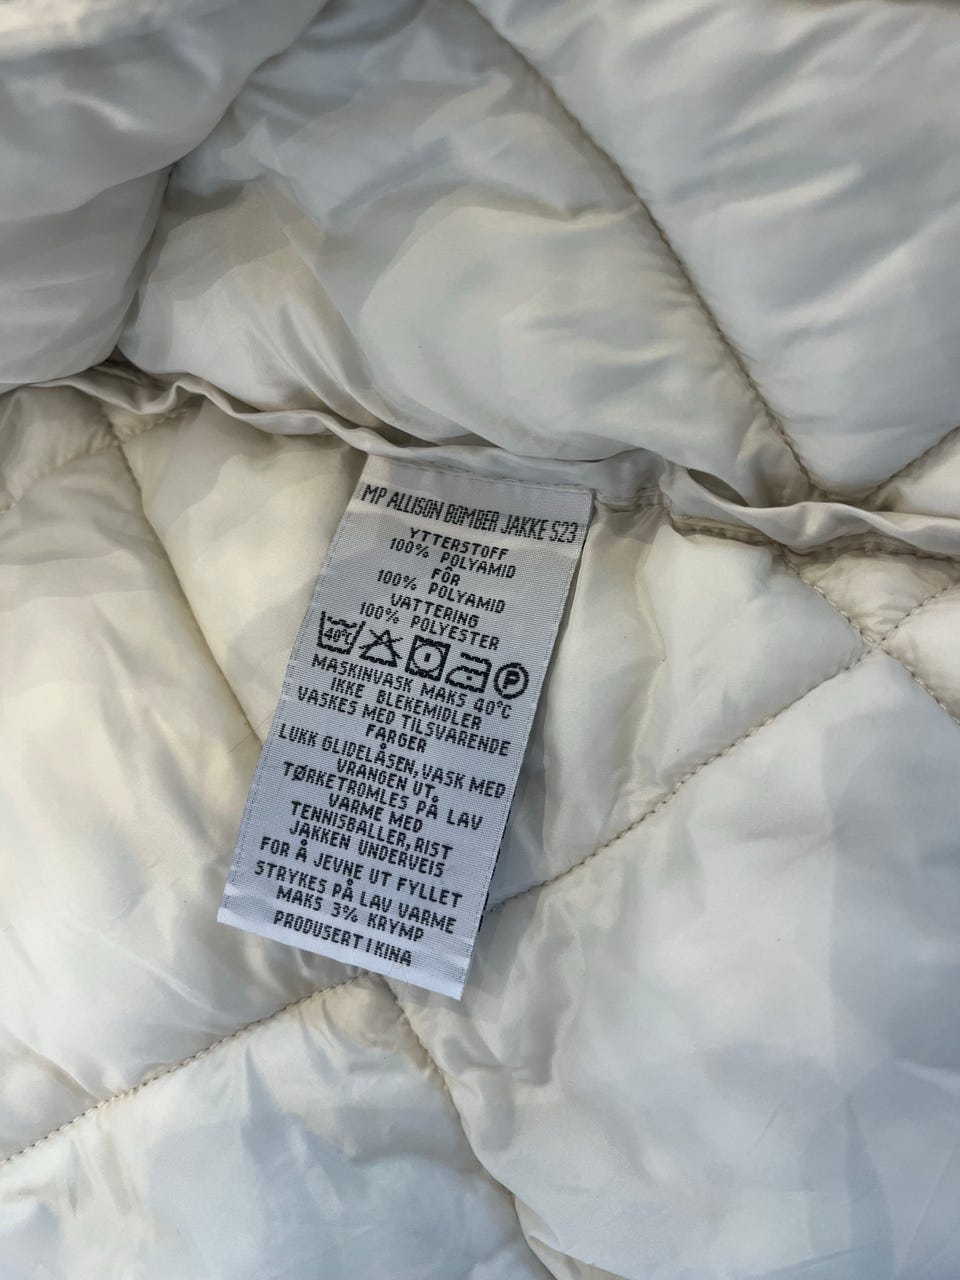 MP ALLISON BOMBER JAKKE S23
YTTERSTOFF
100% POLYAMID
FÔR
100% POLYAMID
VATTERING
100% POLYESTER
40°C P
MASKINVASK MAKS 40°C
IKKE BLEKEMIDLER
VASKES MED TILSVARENDE
FARGER
LUKK GLIDELÅSEN, VASK MED
VRANGEN UT.
TØRKETROMLES PÅ LAV
VARME MED
TENNISBALLER, RIST
JAKKEN UNDERVEIS
FOR Å JEVNE UT FYLLET
STRYKES PÅ LAV VARME
MAKS 3% KRYMP
PRODUSERT I KINA